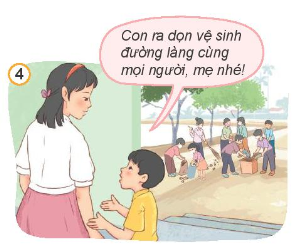 Con ra dọn vệ sinh
đường làng cùng
mọi người, mẹ nhé!
4